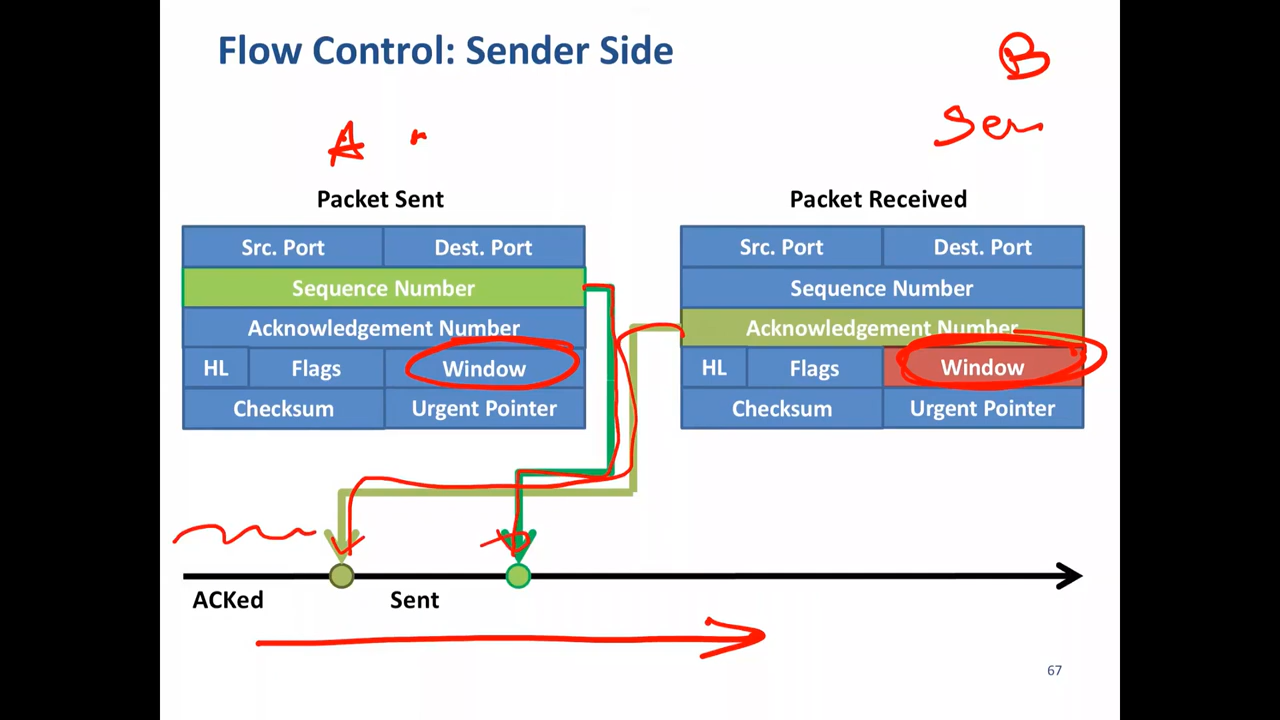 Flow Control: Sender Side
B
Sen
A
Packet Sent
Packet Received
Src. Port
Dest. Port
Sequence Number
Acknowledgement Number
HL
Flags
Window
Checksum
Urgent Pointer
Src. Port
Dest. Port
Sequence Number
Acknowledgement Number
HL
Flags
Window
Checksum
Urgent Pointer
ACKed
Sent
67